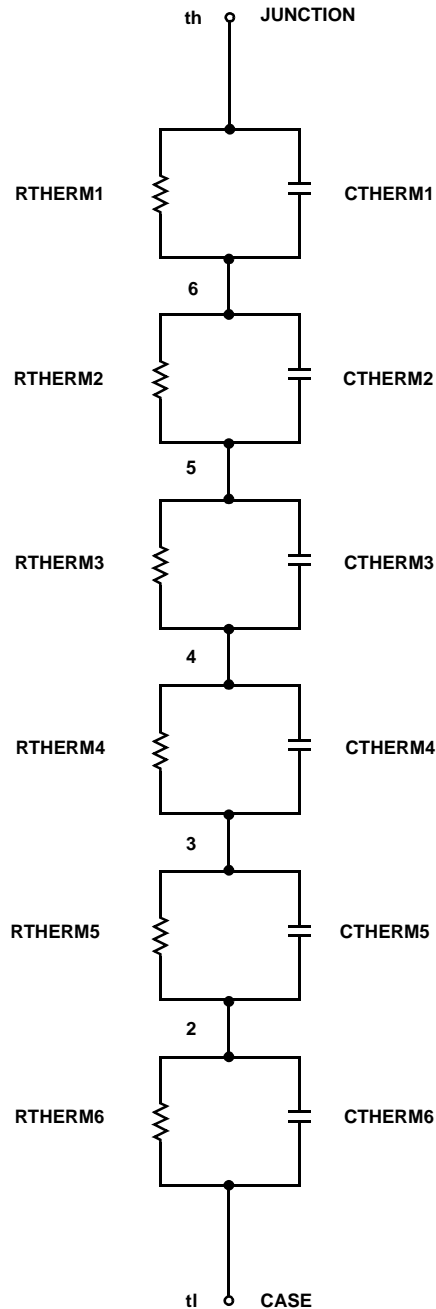 th JUNCTION
RTHERM1 CTHERM1
6
RTHERM2 CTHERM2
5
RTHERM3 CTHERM3
4
RTHERM4 CTHERM4
3
RTHERM5 CTHERM5
2
RTHERM6 CTHERM6
tl CASE